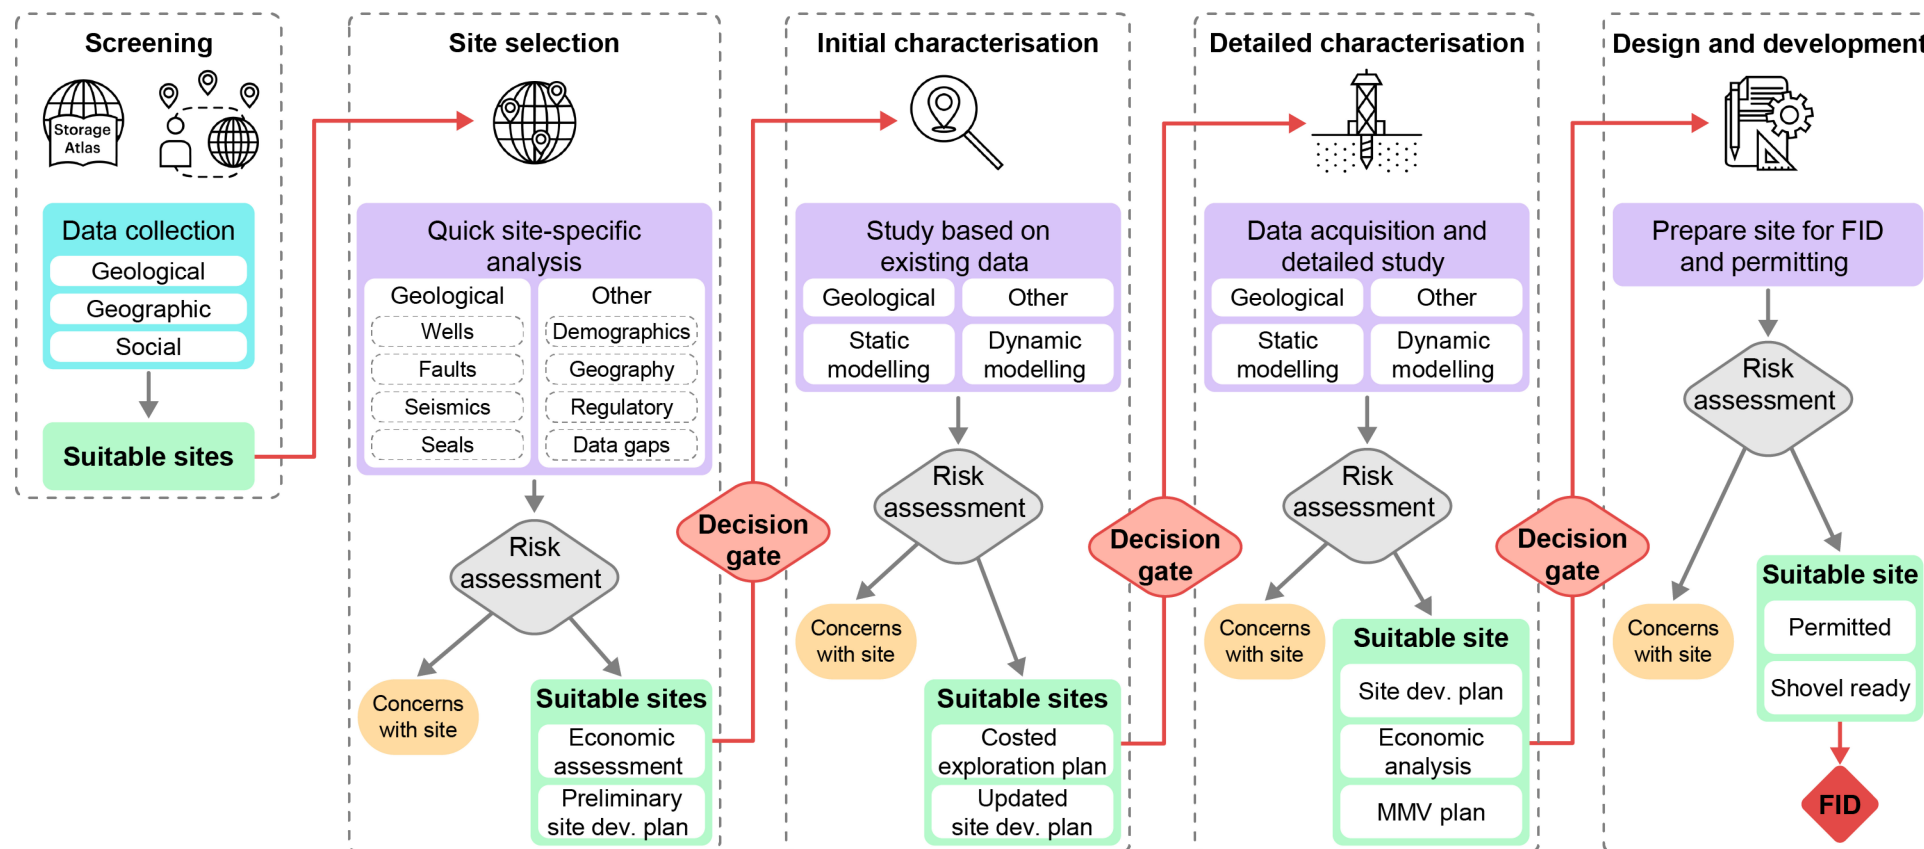 Screening
Storage
Atlas
Data collection
Geological
Geographic
Social
Suitable sites
Site selection
Quick site-specific
analysis
Geological
Wells
Faults
Seismics
Seals
Other
Demographics
Geography
Regulatory
Data gaps
Risk
assessment
Concerns
with site
Suitable sites
Economic
assessment
Preliminary
site dev. plan
Decision
gate
Initial characterisation
Study based on
existing data
Geological
Other
Static
modelling
Dynamic
modelling
Risk
assessment
Concerns
with site
Suitable sites
Costed
exploration plan
Updated
site dev. plan
Decision
gate
Detailed characterisation
Data acquisition and
detailed study
Geological
Other
Static
modelling
Dynamic
modelling
Risk
assessment
Concerns
with site
Suitable site
Site dev. plan
Economic
analysis
MMV plan
Decision
gate
Design and development
Prepare site for FID
and permitting
Risk
assessment
Concerns
with site
Suitable site
Permitted
Shovel ready
FID